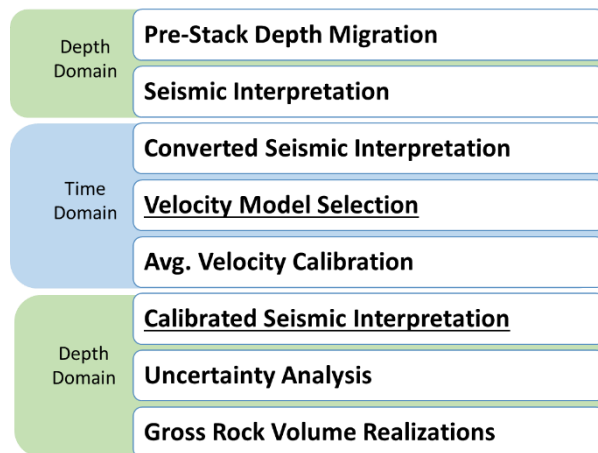 Depth
Domain
Pre-Stack Depth Migration
Seismic Interpretation
Time
Domain
Converted Seismic Interpretation
Velocity Model Selection
Avg. Velocity Calibration
Depth
Domain
Calibrated Seismic Interpretation
Uncertainty Analysis
Gross Rock Volume Realizations